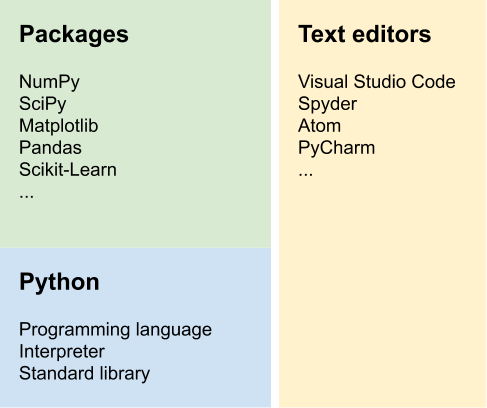 Packages
NumPy
SciPy
Matplotlib
Pandas
Scikit-Learn
...
Python
Programming language
Interpreter
Standard library
Text editors
Visual Studio Code
Spyder
Atom
PyCharm
...